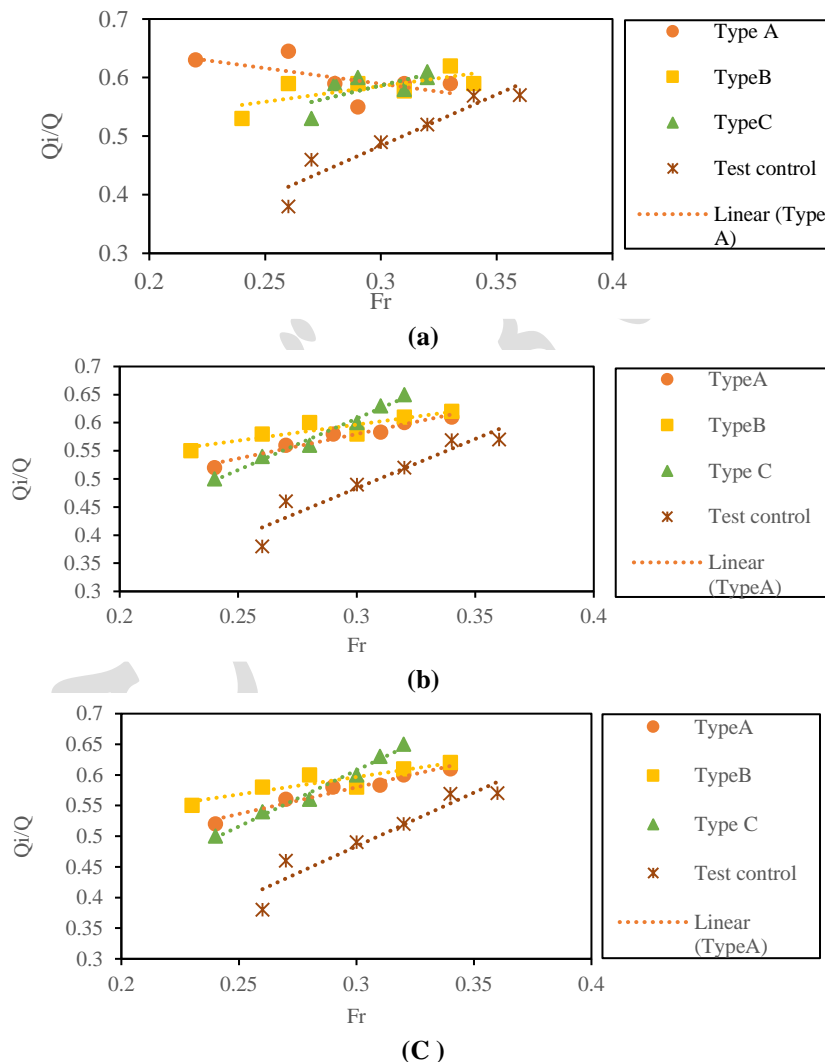 0.7
0.6
0.5
0.4
0.3
Qi/Q
0.2
0.25
0.3
0.35
0.4
Fr
Type A
TypeB
TypeC
Test control
Linear (Type
A)
(a)
0.7
0.65
0.6
0.55
0.5
0.45
0.4
0.35
0.3
Qi/Q
0.2
0.25
0.3
0.35
0.4
Fr
TypeA
TypeB
Type C
Test control
Linear
(TypeA)
(b)
0.7
0.65
0.6
0.55
0.5
0.45
0.4
0.35
0.3
Qi/Q
0.2
0.25
0.3
0.35
0.4
Fr
TypeA
TypeB
Type C
Test control
Linear
(TypeA)
(C )